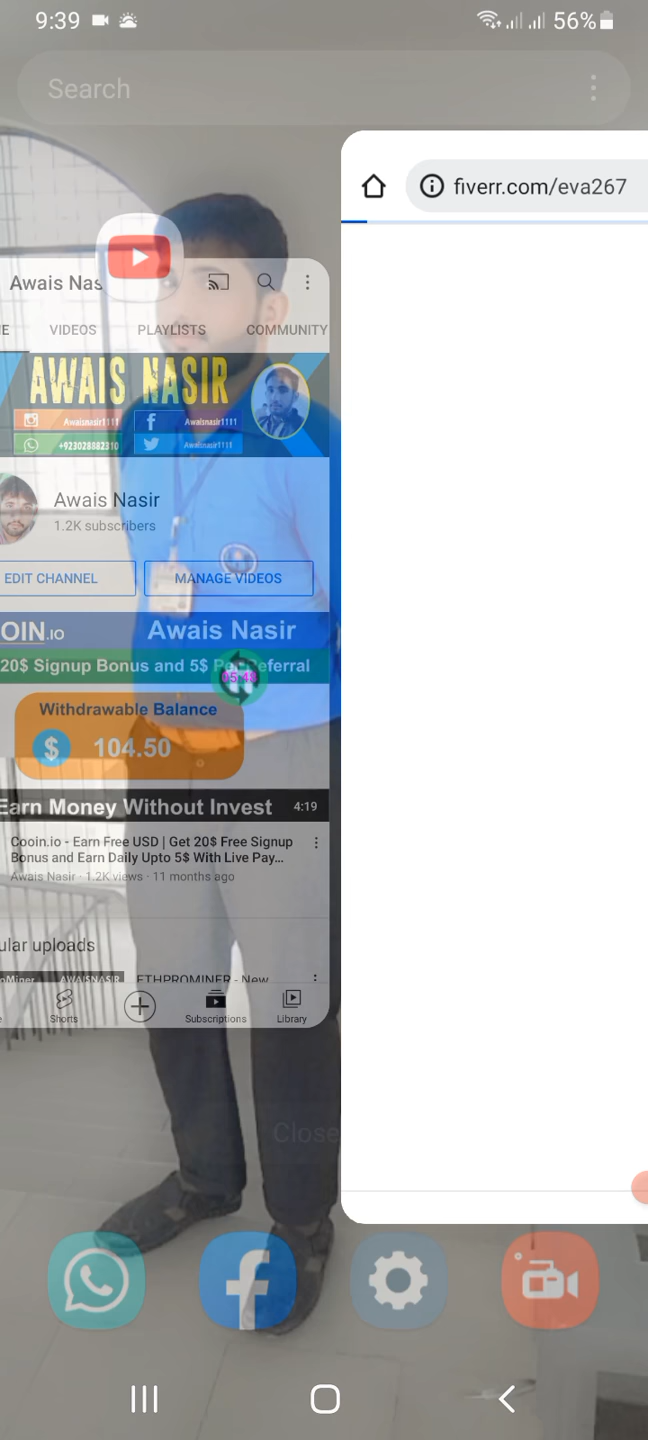 9:39
56%
Search
fiverr.com/eva267
Awais Nas
E VIDEOS PLAYLISTS COMMUNITY
AWAIS NASIR
Awaisnasir1111 Awaisnasir1111
+923028882310 Awaisnasir1111
Awais Nasir
1.2K subscribers
EDIT CHANNEL MANAGE VIDEOS
OIN.IO Awais Nasir
20$ Signup Bonus and 5$ Per Referral
05:48
Withdrawable Balance
$ 104.50
Earn Money Without Invest 4:19
Cooin.io - Earn Free USD | Get 20$ Free Signup
Bonus and Earn Daily Upto 5$ With Live Pay...
Awais Nasir · 1.2K views · 11 months ago
ular uploads
oMiner AWAISNASIR ETHPROMINER - New
Shorts Subscriptions Library
Close